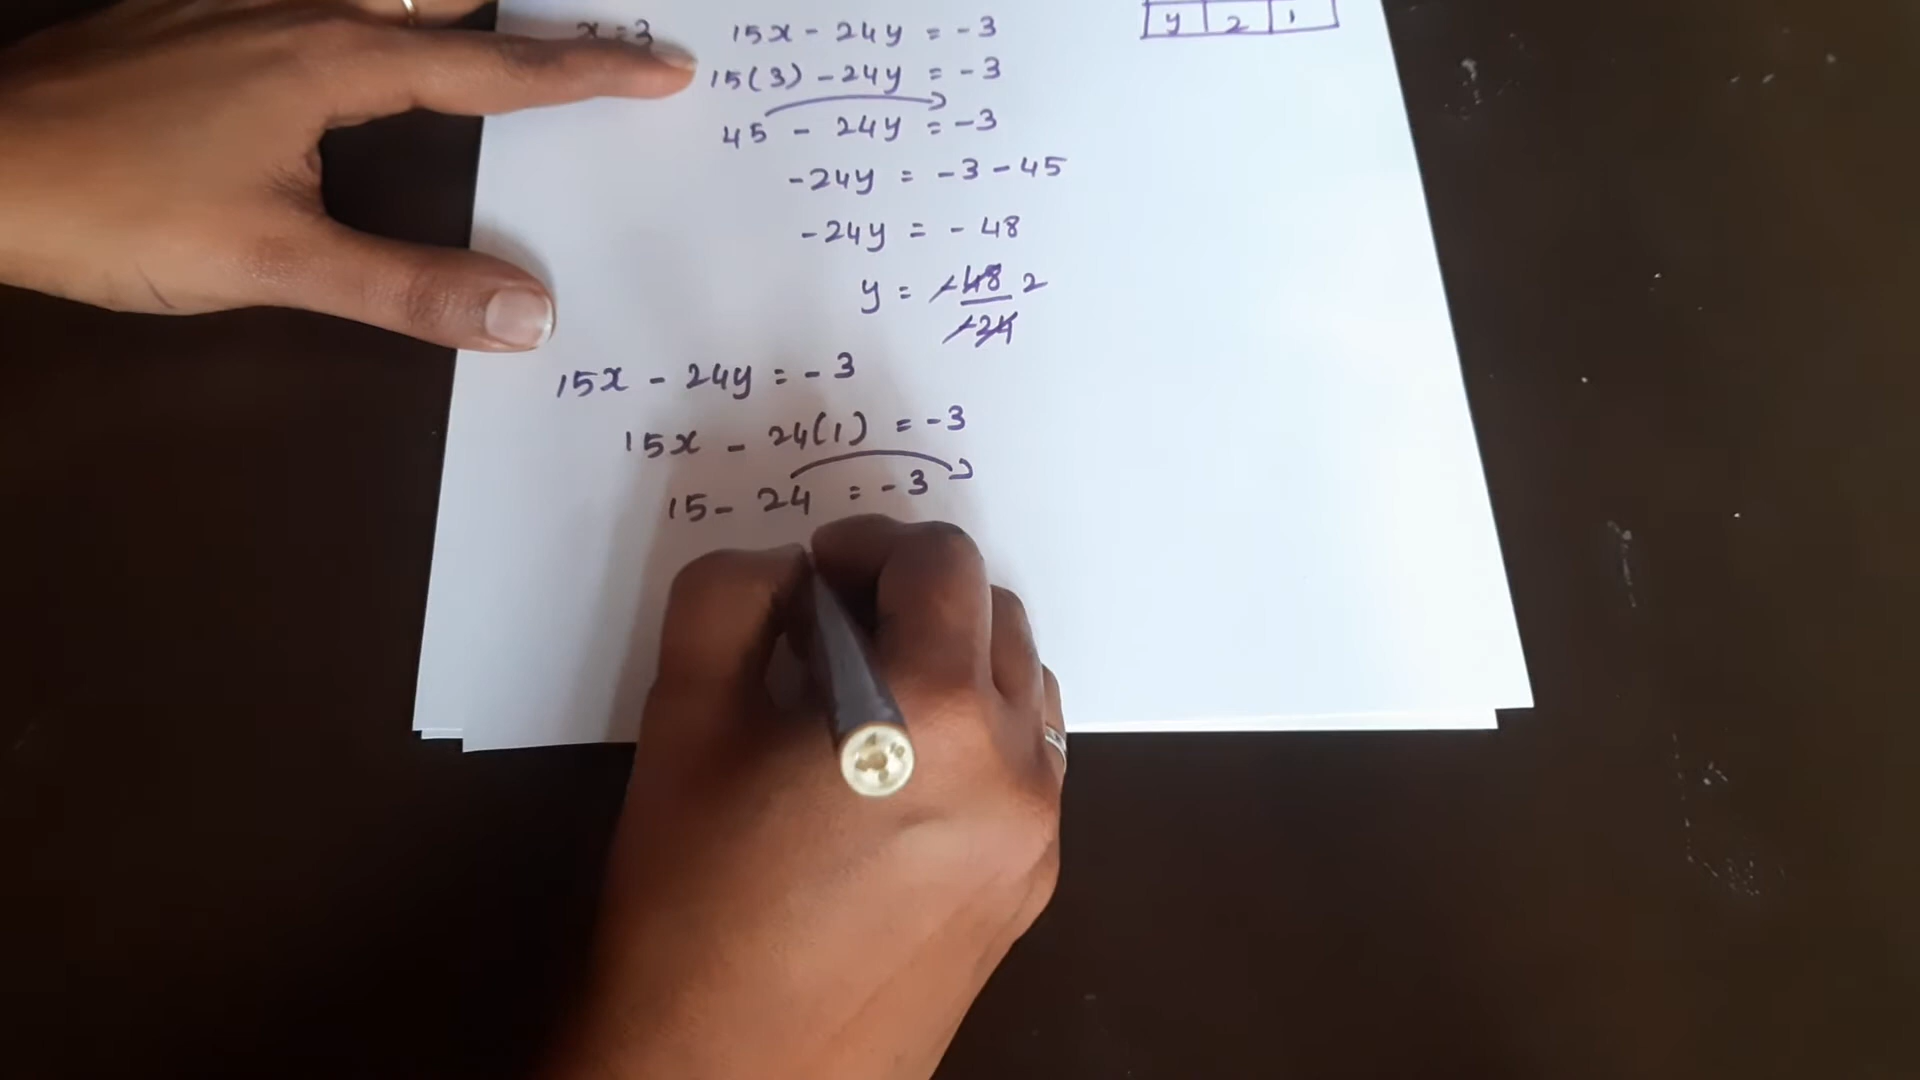 x = 3 15x - 24y = -3
y 2 1
15(3) - 24y = -3
45 - 24y = -3
-24y = -3 - 45
-24y = - 48
y = -48 2
-24
15x - 24y = - 3
15x - 24(1) = -3
15 - 24 = -3